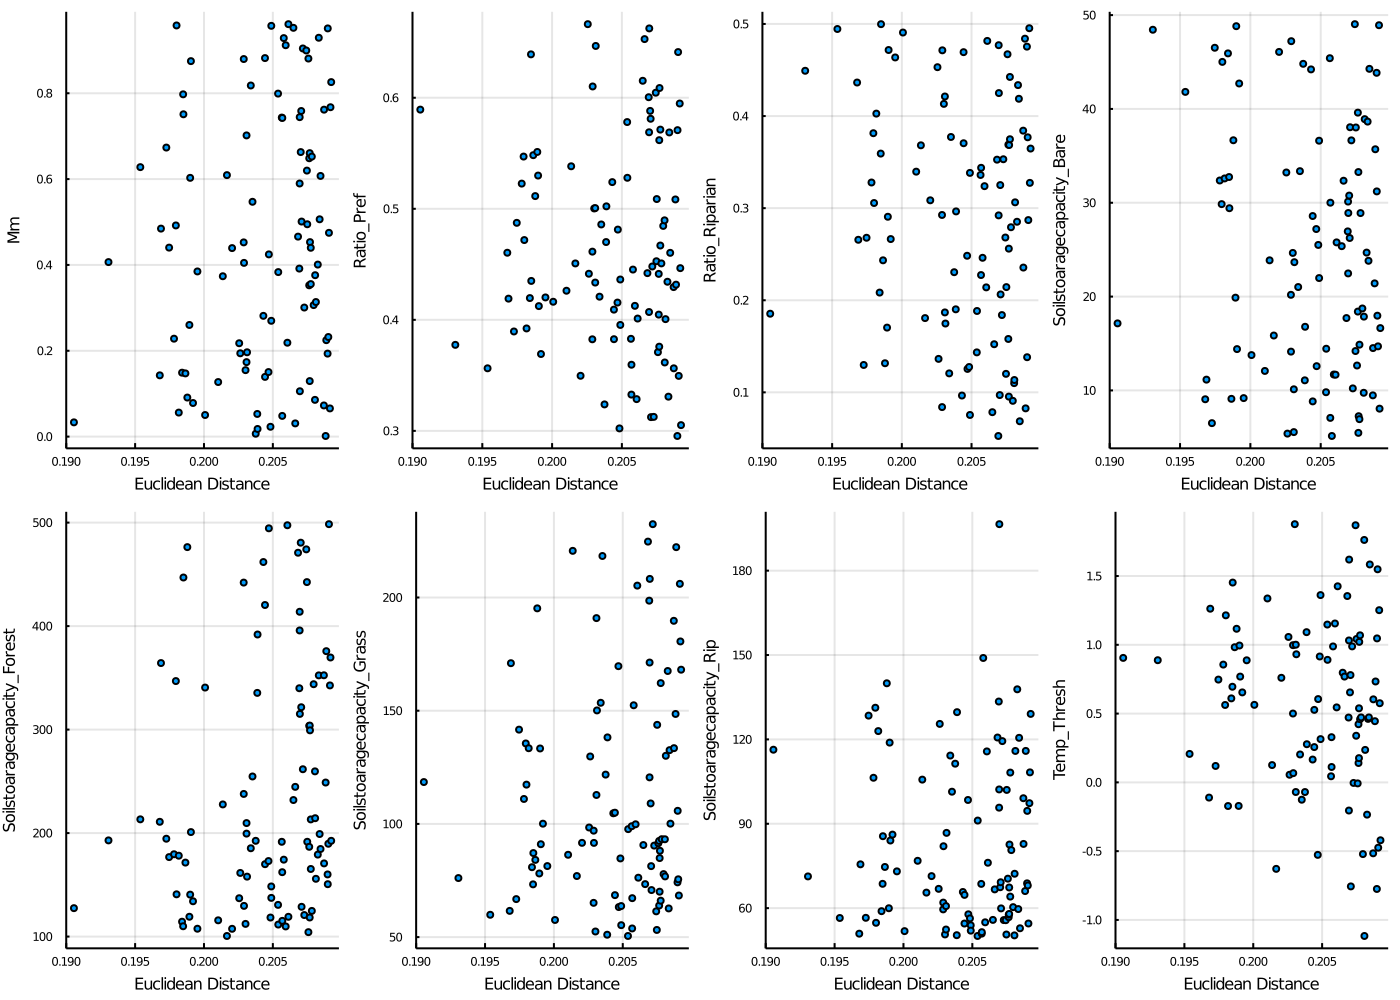 Mm
0.8
0.6
0.4
0.2
0.0
0.190 0.195 0.200 0.205
Euclidean Distance
Ratio_Pref
0.6
0.5
0.4
0.3
0.190 0.195 0.200 0.205
Euclidean Distance
Ratio_Riparian
0.5
0.4
0.3
0.2
0.1
0.190 0.195 0.200 0.205
Euclidean Distance
Soilstoaragecapacity_Bare
50
40
30
20
10
0.190 0.195 0.200 0.205
Euclidean Distance
Soilstoaragecapacity_Forest
500
400
300
200
100
0.190 0.195 0.200 0.205
Euclidean Distance
Soilstoaragecapacity_Grass
200
150
100
50
0.190 0.195 0.200 0.205
Euclidean Distance
Soilstoaragecapacity_Rip
180
150
120
90
60
0.190 0.195 0.200 0.205
Euclidean Distance
Temp_Thresh
1.5
1.0
0.5
0.0
-0.5
-1.0
0.190 0.195 0.200 0.205
Euclidean Distance